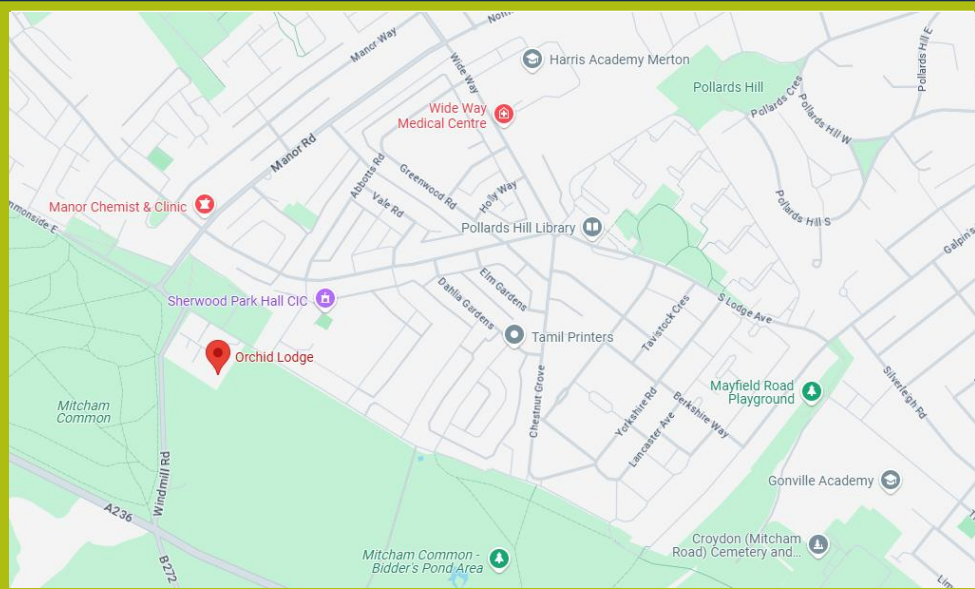 Manor Way
Wide Way
Harris Academy Merton
Pollards Hill E
Pollards Hill
Pollards Cres
Pollards Hill W
Wide Way
Medical Centre
Manor Rd
Abbotts Rd
Greenwood Rd
Holly Way
Vale Rd
Manor Chemist & Clinic
Pollards Hill S
Pollards Hill Library
Galpin's
mmonside E
Elm Gardens
Dahlia Gardens
Sherwood Park Hall CIC
S Lodge Ave
Tavistock Cres
Tamil Printers
Orchid Lodge
Silverleigh Rd
Mayfield Road
Playground
Mitcham
Common
Chestnut Grove
Yorkshire Rd
Berkshire Way
Lancaster Ave
Windmill Rd
Gonville Academy
A236
B272
Croydon (Mitcham
Road) Cemetery and...
Mitcham Common -
Bidder's Pond Area